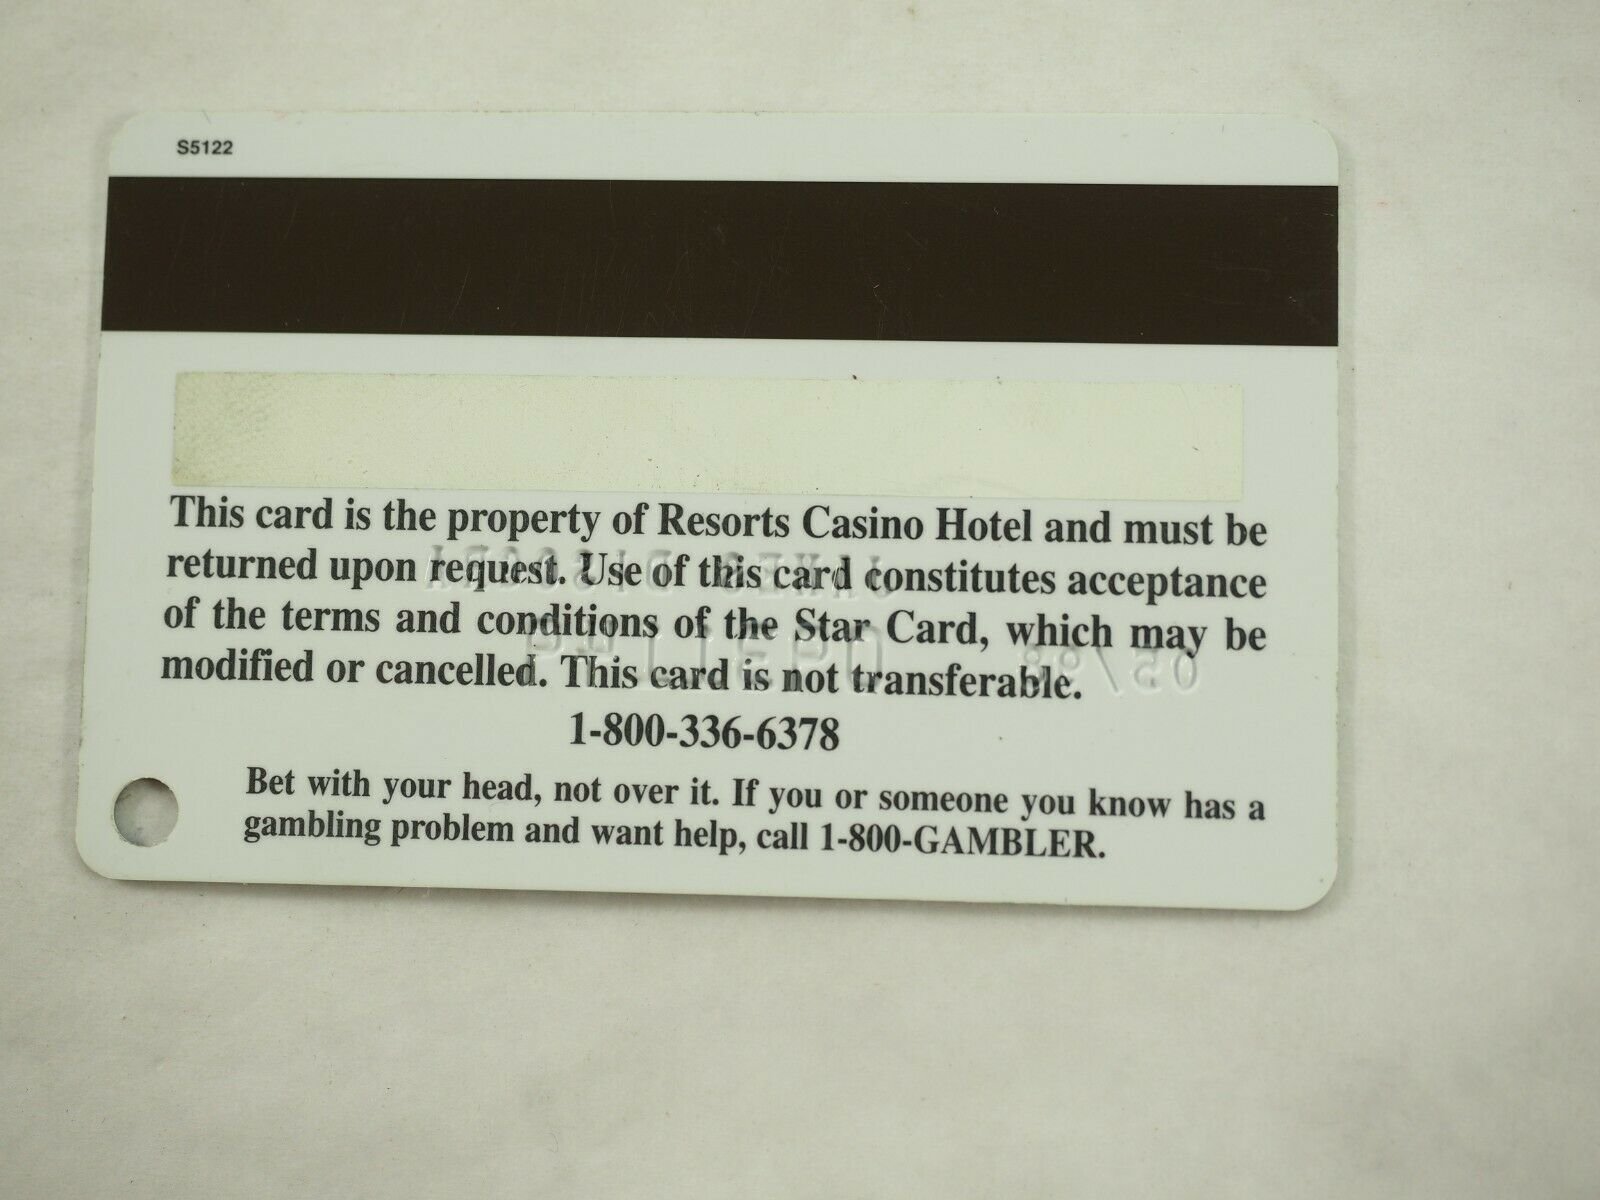 S5122
This card is the property of Resorts Casino Hotel and must be
returned upon request. Use of this card constitutes acceptance
of the terms and conditions of the Star Card, which may be
modified or cancelled. This card is not transferable.
1-800-336-6378
Bet with your head, not over it. If you or someone you know has a
gambling problem and want help, call 1-800-GAMBLER.